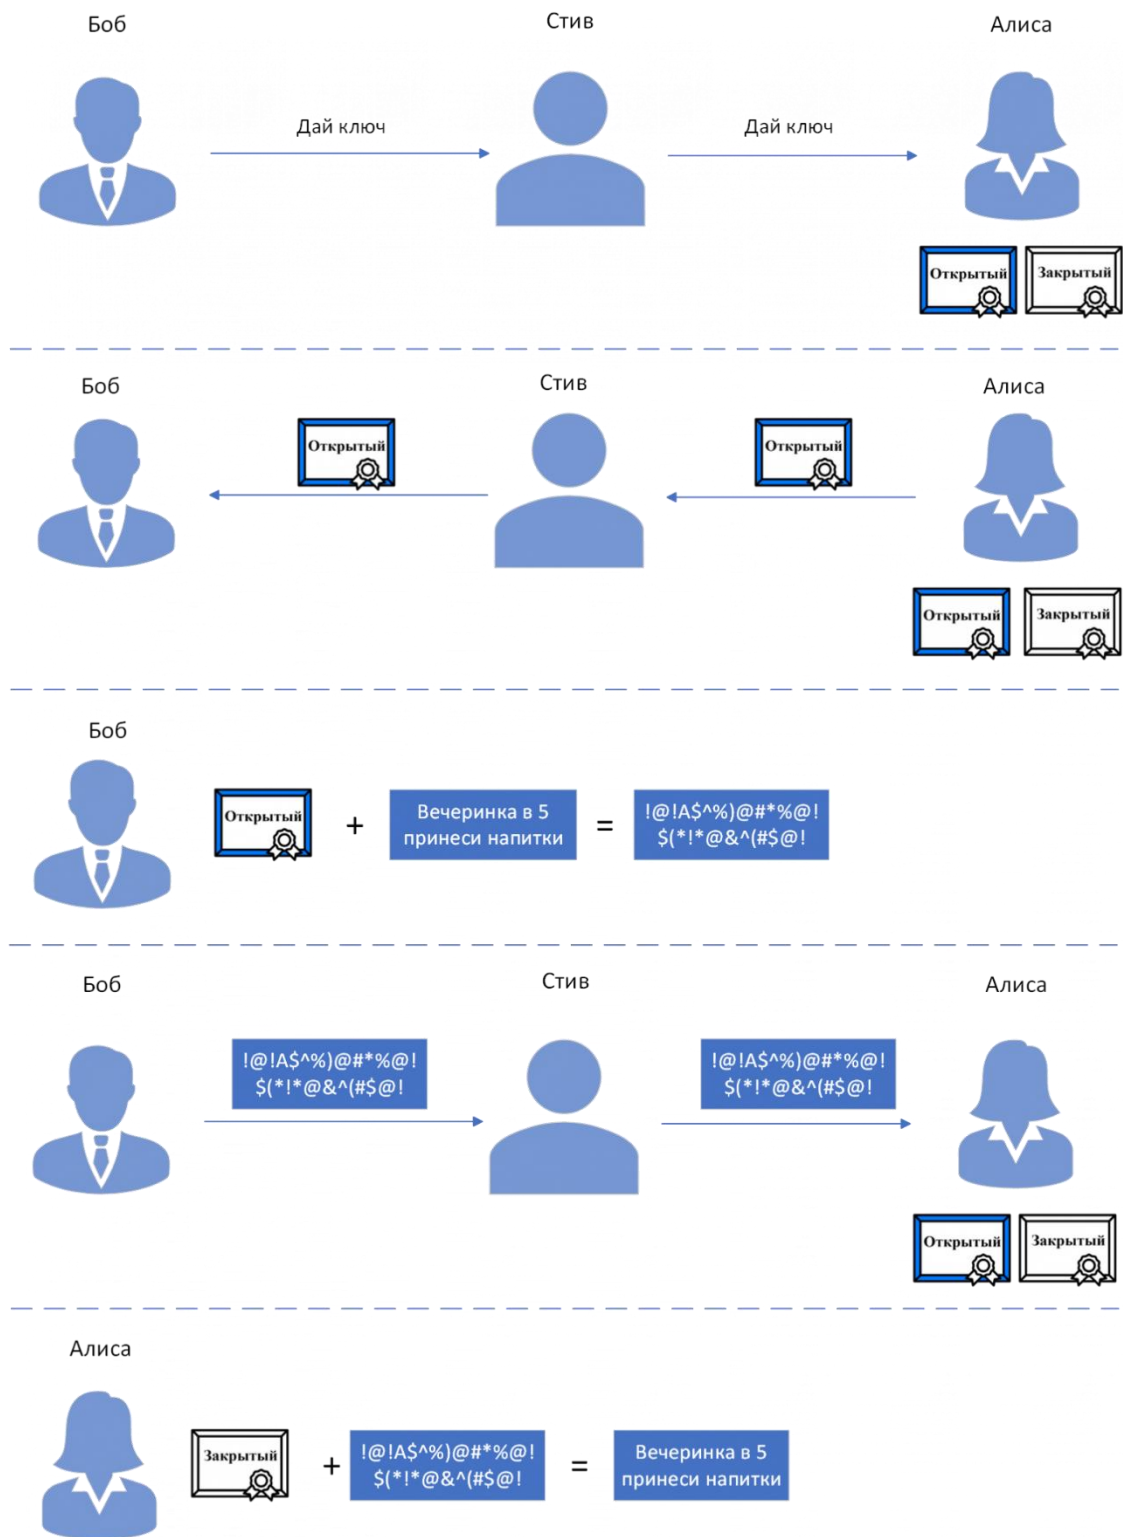 Боб
Стив
Алиса
Дай ключ
Дай ключ
Открытый
Закрытый
Боб
Стив
Алиса
Открытый
Открытый
Открытый
Закрытый
Боб
Открытый
+
Вечеринка в 5
принеси напитки
=
!@!A$^%)@#*%@!
$(*!*@&^(#$@!
Боб
Стив
Алиса
!@!A$^%)@#*%@!
$(*!*@&^(#$@!
!@!A$^%)@#*%@!
$(*!*@&^(#$@!
Открытый
Закрытый
Алиса
Закрытый
+
!@!A$^%)@#*%@!
$(*!*@&^(#$@!
=
Вечеринка в 5
принеси напитки